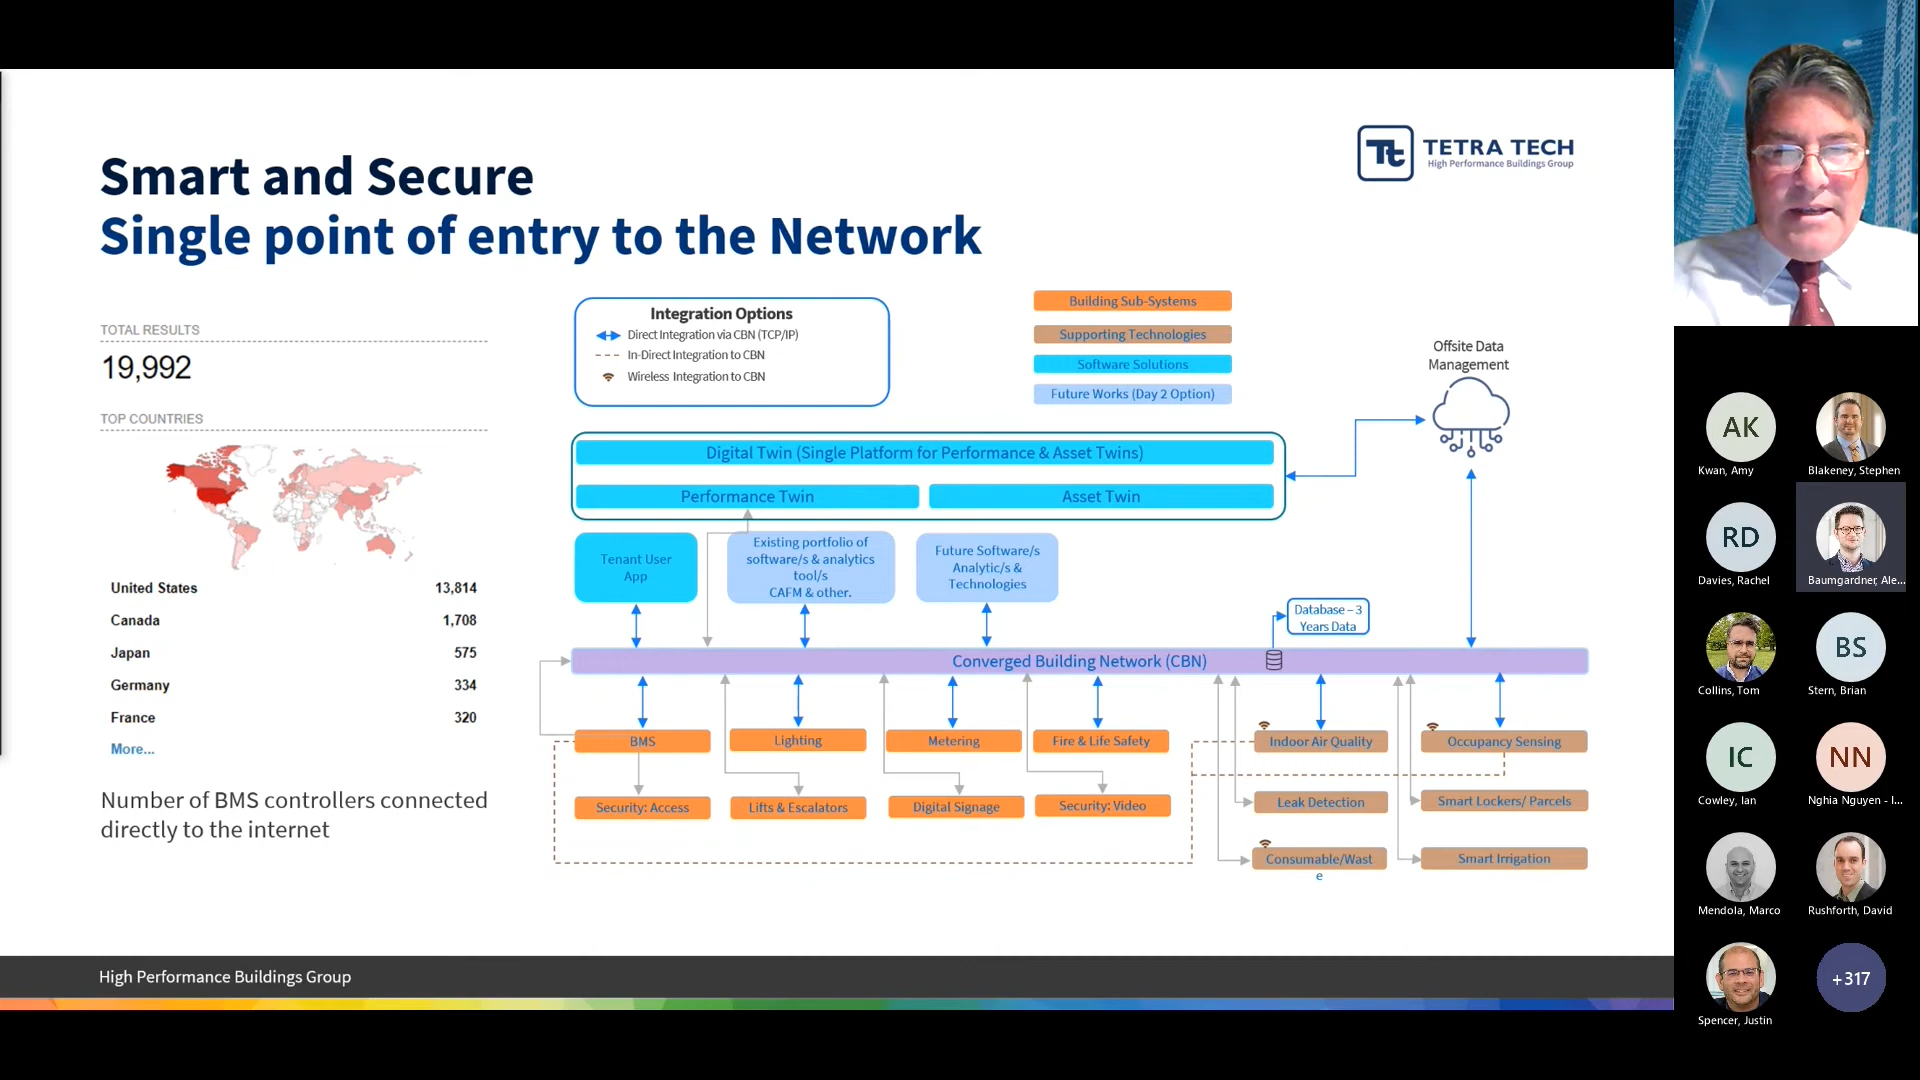 Smart and Secure
Single point of entry to the Network
Tt
TETRA TECH
High Performance Buildings Group
TOTAL RESULTS
19,992
TOP COUNTRIES
United States 13,814
Canada 1,708
Japan 575
Germany 334
France 320
More...
Number of BMS controllers connected
directly to the internet
Integration Options
Direct Integration via CBN (TCP/IP)
In-Direct Integration to CBN
Wireless Integration to CBN
Building Sub-Systems
Supporting Technologies
Software Solutions
Future Works (Day 2 Option)
Offsite Data
Management
Digital Twin (Single Platform for Performance & Asset Twins)
Performance Twin
Asset Twin
Tenant User
App
Existing portfolio of
software/s & analytics
tool/s
CAFM & other.
Future Software/s
Analytic/s &
Technologies
Database – 3
Years Data
Converged Building Network (CBN)
BMS
Lighting
Metering
Fire & Life Safety
Indoor Air Quality
Occupancy Sensing
Security: Access
Lifts & Escalators
Digital Signage
Security: Video
Leak Detection
Smart Lockers/ Parcels
Consumable/Wast
e
Smart Irrigation
High Performance Buildings Group
AK
Kwan, Amy
Blakeney, Stephen
RD
Davies, Rachel
Baumgardner, Ale...
Collins, Tom
BS
Stern, Brian
IC
Cowley, Ian
NN
Nghia Nguyen - I...
Mendola, Marco
Rushforth, David
Spencer, Justin
+317